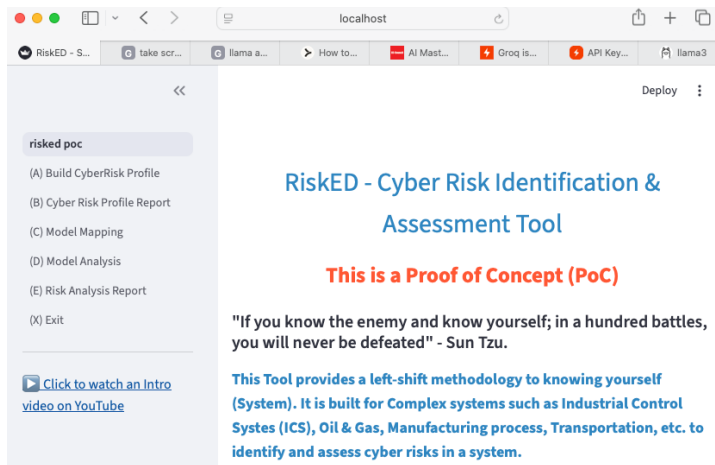 localhost
RiskED - S...
take scr...
llama a...
How to...
AI Mast...
Groq is...
API Key...
llama3
Deploy
risked poc
(A) Build CyberRisk Profile
(B) Cyber Risk Profile Report
(C) Model Mapping
(D) Model Analysis
(E) Risk Analysis Report
(X) Exit
Click to watch an Intro
video on YouTube
RiskED - Cyber Risk Identification &
Assessment Tool
This is a Proof of Concept (PoC)
"If you know the enemy and know yourself; in a hundred battles,
you will never be defeated" - Sun Tzu.
This Tool provides a left-shift methodology to knowing yourself
(System). It is built for Complex systems such as Industrial Control
Systes (ICS), Oil & Gas, Manufacturing process, Transportation, etc. to
identify and assess cyber risks in a system.